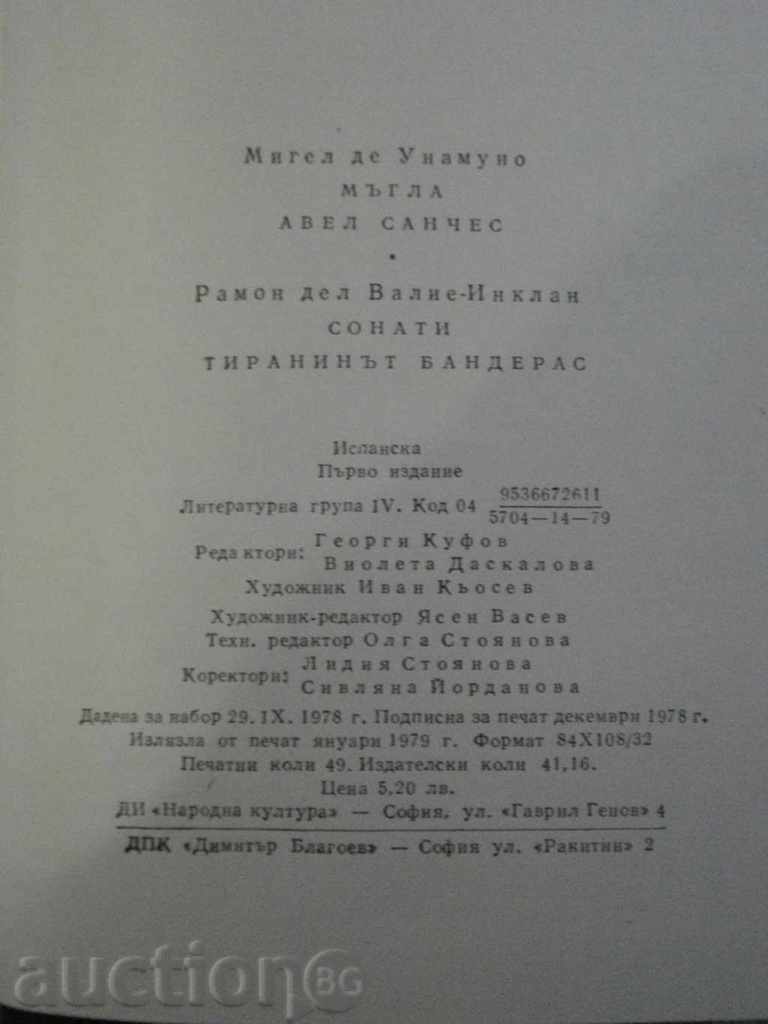 Мигел де Унамуно
МЪГЛА
АВЕЛ САНЧЕС
•
Рамон дел Валие-Инклан
СОНАТИ
ТИРАНИНЪТ БАНДЕРАС
Испанска
Първо издание
Литературна група IV. Код 04 9536672611
5704—14—79
Редактори: Георги Куфов
Виолета Даскалова
Художник Иван Кьосев
Художник-редактор Ясен Васев
Техн. редактор Олга Стоянова
Коректори: Лидия Стоянова
Сивляна Йорданова
Дадена за набор 29. IX. 1978 г. Подписна за печат декември 1978 г.
Излязла от печат януари 1979 г. Формат 84X108/32
Печатни коли 49. Издателски коли 41,16.
Цена 5,20 лв.
ДИ «Народна култура» — София, ул. «Гаврил Генов» 4
ДПК «Димитър Благоев» — София ул. «Ракитин» 2
auction BG